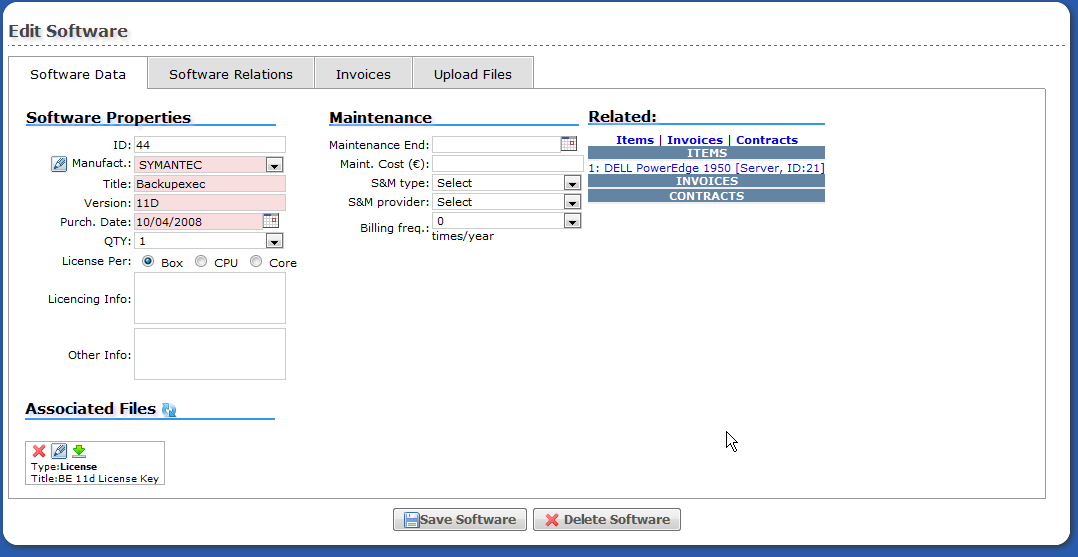 Edit Software
Software Data
Software Relations
Invoices
Upload Files
Software Properties
ID: 44
Manufact.: SYMANTEC
Title: Backupexec
Version: 11D
Purch. Date: 10/04/2008
QTY: 1
License Per: Box CPU Core
Licencing Info:
Other Info:
Associated Files
Type:License
Title:BE 11d License Key
Maintenance
Maintenance End:
Maint. Cost (€):
S&M type: Select
S&M provider: Select
Billing freq.: 0
times/year
Related:
Items | Invoices | Contracts
ITEMS
1: DELL PowerEdge 1950 [Server, ID:21]
INVOICES
CONTRACTS
Save Software
Delete Software